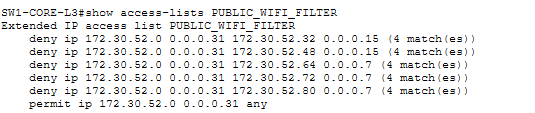 SW1-CORE-L3#show access-lists PUBLIC_WIFI_FILTER
Extended IP access list PUBLIC_WIFI_FILTER
deny ip 172.30.52.0 0.0.0.31 172.30.52.32 0.0.0.15 (4 match(es))
deny ip 172.30.52.0 0.0.0.31 172.30.52.48 0.0.0.15 (4 match(es))
deny ip 172.30.52.0 0.0.0.31 172.30.52.64 0.0.0.7 (4 match(es))
deny ip 172.30.52.0 0.0.0.31 172.30.52.72 0.0.0.7 (4 match(es))
deny ip 172.30.52.0 0.0.0.31 172.30.52.80 0.0.0.7 (4 match(es))
permit ip 172.30.52.0 0.0.0.31 any